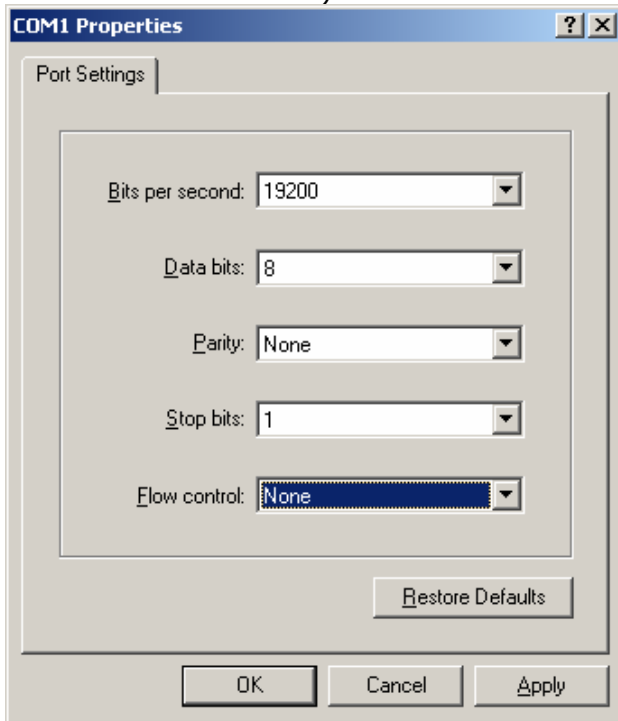 COM1 Properties
Port Settings
Bits per second: 19200
Data bits: 8
Parity: None
Stop bits: 1
Flow control: None
Restore Defaults
OK Cancel Apply